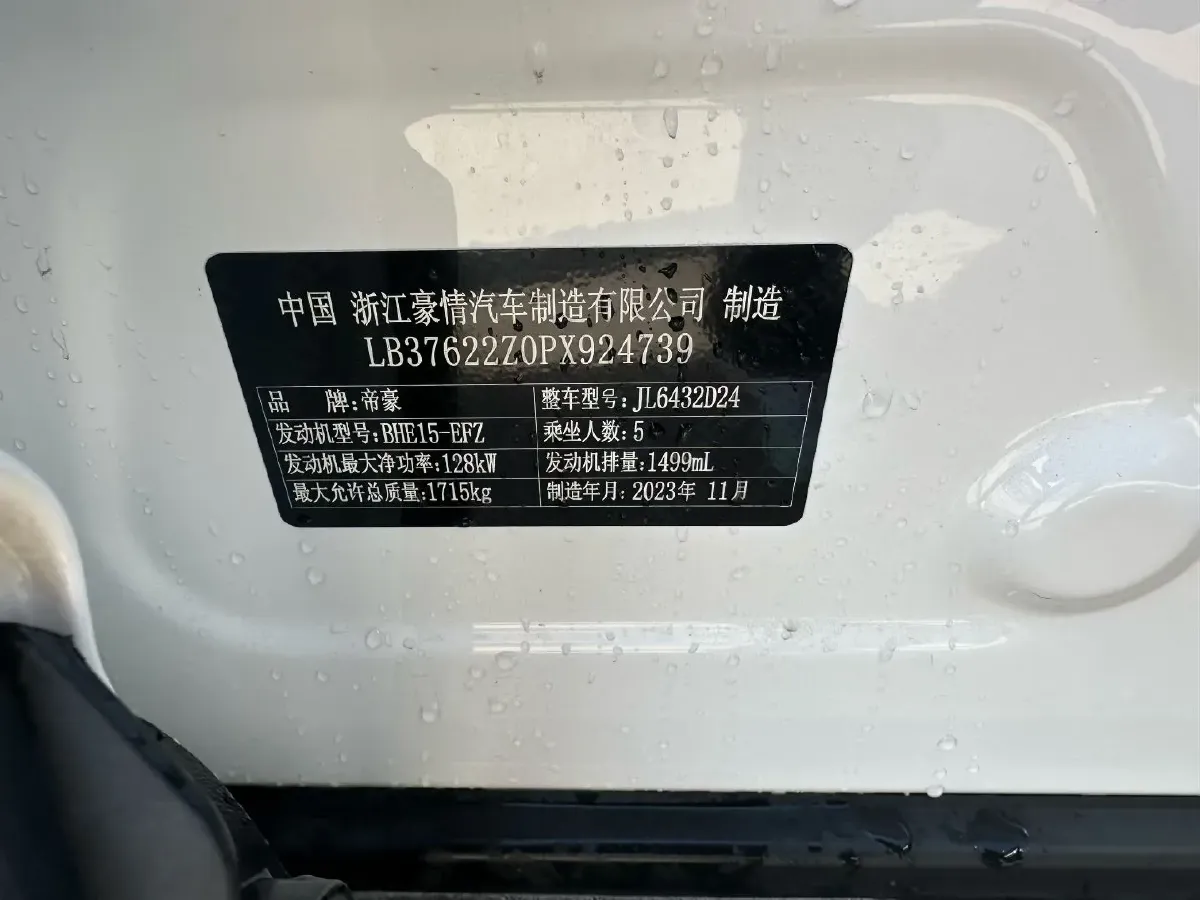 中国 浙江豪情汽车制造有限公司 制造
LB37622Z0PX924739
品 牌:帝豪 整车型号:JL6432D24
发动机型号:BHE15-EFZ 乘坐人数:5
发动机最大净功率:128kW 发动机排量:1499mL
最大允许总质量:1715kg 制造年月:2023年 11月